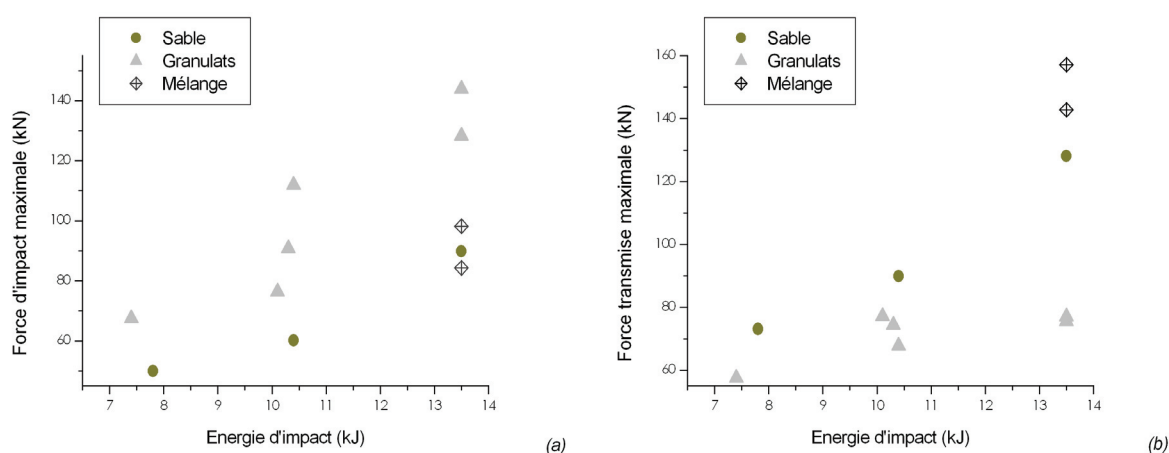 Sable
Granulats
Mélange
Force d'impact maximale (kN)
140
120
100
80
60
7 8 9 10 11 12 13 14
Energie d'impact (kJ)
(a)
Sable
Granulats
Mélange
Force transmise maximale (kN)
160
140
120
100
80
60
7 8 9 10 11 12 13 14
Energie d'impact (kJ)
(b)